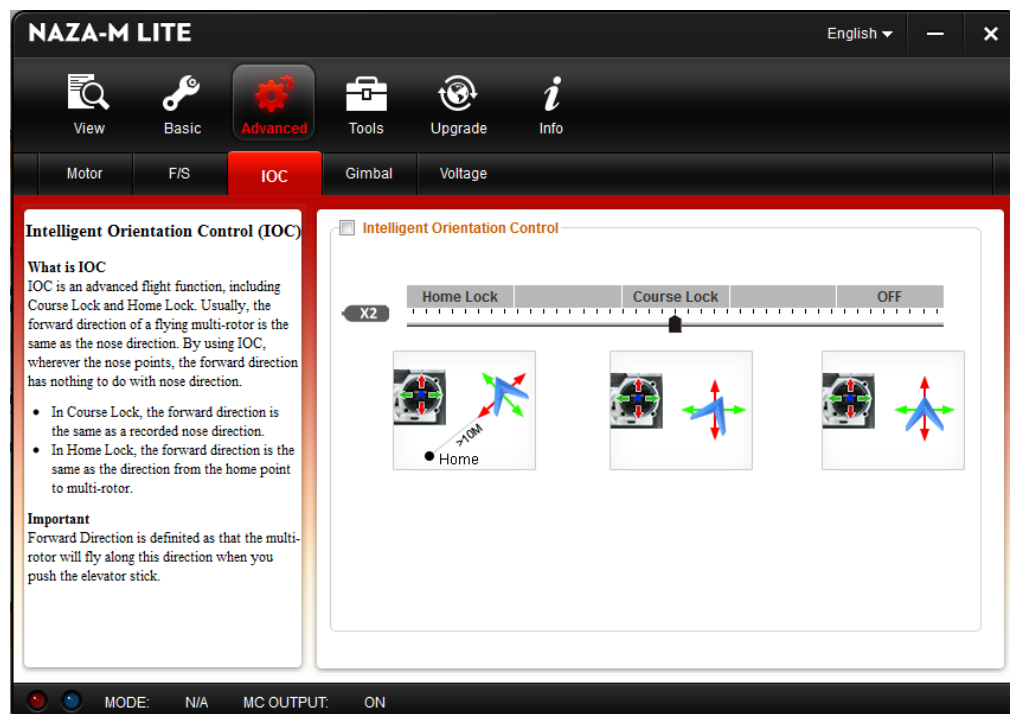 NAZA-M LITE
English
View
Basic
Advanced
Tools
Upgrade
Info
Motor
F/S
IOC
Gimbal
Voltage
Intelligent Orientation Control (IOC)
What is IOC
IOC is an advanced flight function, including
Course Lock and Home Lock. Usually, the
forward direction of a flying multi-rotor is the
same as the nose direction. By using IOC,
wherever the nose points, the forward direction
has nothing to do with nose direction.
• In Course Lock, the forward direction is
the same as a recorded nose direction.
• In Home Lock, the forward direction is the
same as the direction from the home point
to multi-rotor.
Important
Forward Direction is definited as that the multi-
rotor will fly along this direction when you
push the elevator stick.
Intelligent Orientation Control
X2
Home Lock
Course Lock
OFF
>10M
Home
MODE: N/A MC OUTPUT: ON